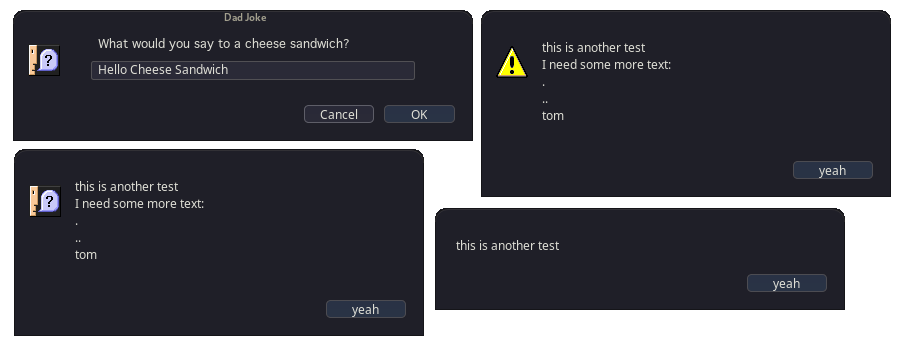 Dad Joke
What would you say to a cheese sandwich?
Hello Cheese Sandwich
Cancel
OK
this is another test
I need some more text:
.
..
tom
yeah
this is another test
I need some more text:
.
..
tom
yeah
this is another test
yeah